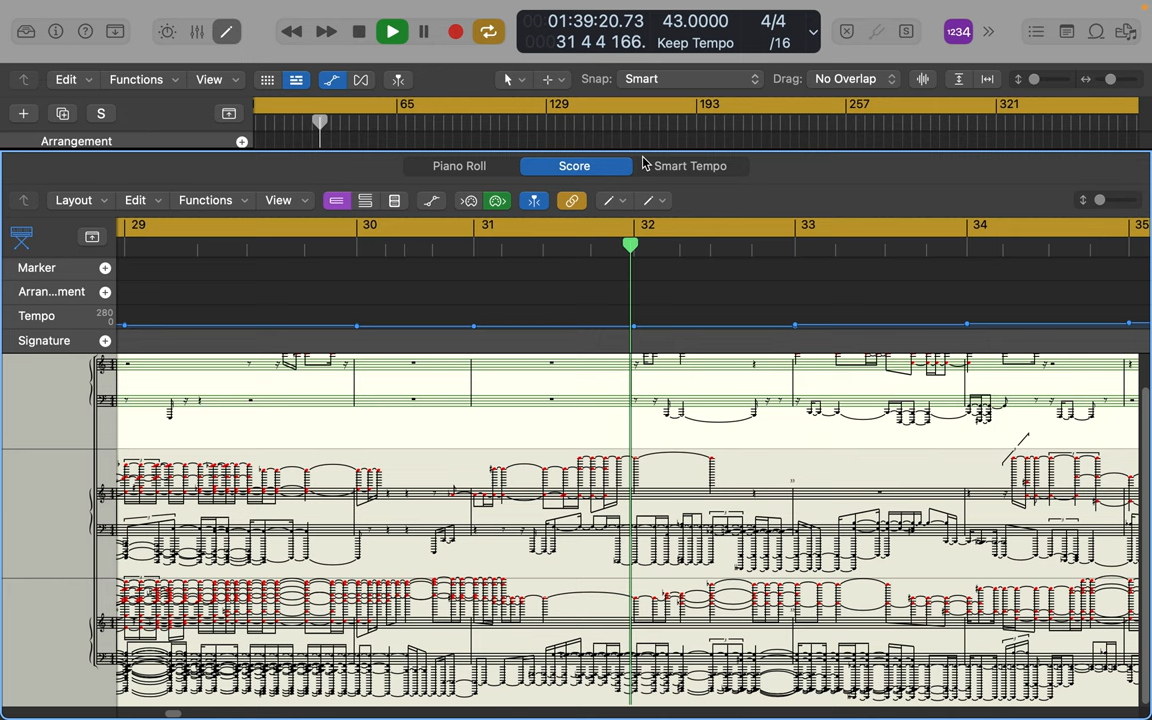 01:39:20.73 43.0000 4/4
31 4 4 166. Keep Tempo /16
1234
Edit Functions View Snap: Smart Drag: No Overlap
65 129 193 257 321
Arrangement
Piano Roll Score Smart Tempo
Layout Edit Functions View
29 30 31 32 33 34 35
Marker
Arran...ment
Tempo 280
0
Signature